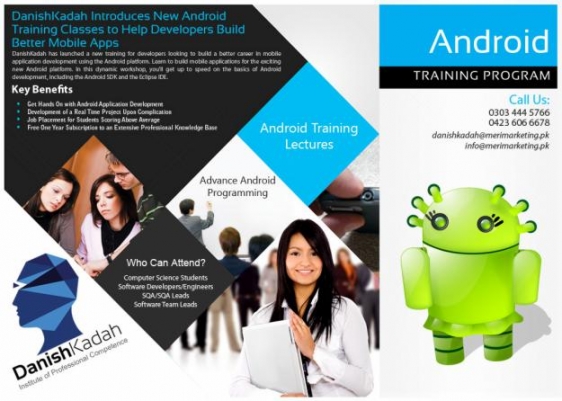 DanishKadah Introduces New Android
Training Classes to Help Developers Build
Better Mobile Apps
DanishKadah has launched a new training for developers looking to build a better career in mobile
application development using the Android platform. Learn to build mobile applications for the exciting
new Android platform. In this dynamic workshop, you'll get up to speed on the basics of Android
development, including the Android SDK and the Eclipse IDE.
Key Benefits
Get Hands On with Android Application Development
Development of a Real Time Project Upon Complication
Job Placement for Students Scoring Above Average
Free One Year Subscription to an Extensive Professional Knowledge Base
Android Training
Lectures
Advance Android
Programming
Who Can Attend?
Computer Science Students
Software Developers/Engineers
SQA/SQA Leads
Software Team Leads
DanishKadah
Institute of Professional Competence
Android
TRAINING PROGRAM
Call Us:
0303 444 5766
0423 606 6678
danishkadah@merimarketing.pk
info@merimarketing.pk